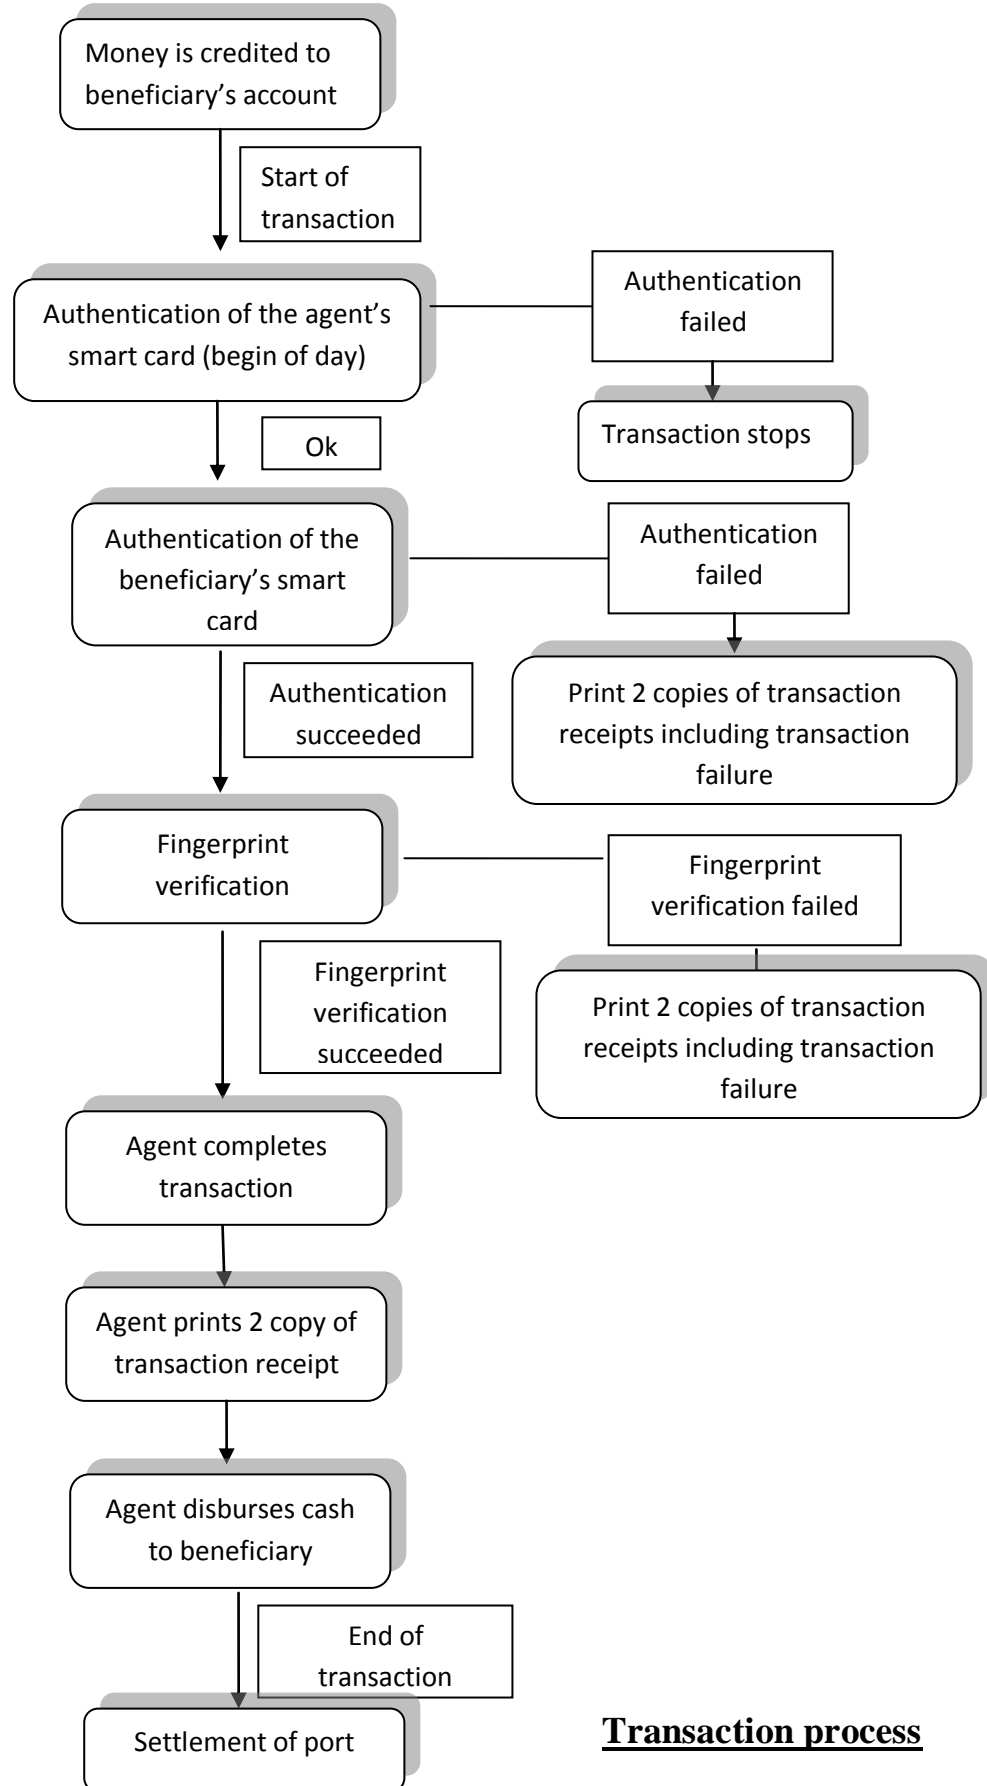 Money is credited to
beneficiary’s account
Start of
transaction
Authentication of the agent’s
smart card (begin of day)
Authentication
failed
Transaction stops
Ok
Authentication of the
beneficiary’s smart
card
Authentication
failed
Print 2 copies of transaction
receipts including transaction
failure
Authentication
succeeded
Fingerprint
verification
Fingerprint
verification failed
Print 2 copies of transaction
receipts including transaction
failure
Fingerprint
verification
succeeded
Agent completes
transaction
Agent prints 2 copy of
transaction receipt
Agent disburses cash
to beneficiary
End of
transaction
Settlement of port
Transaction process